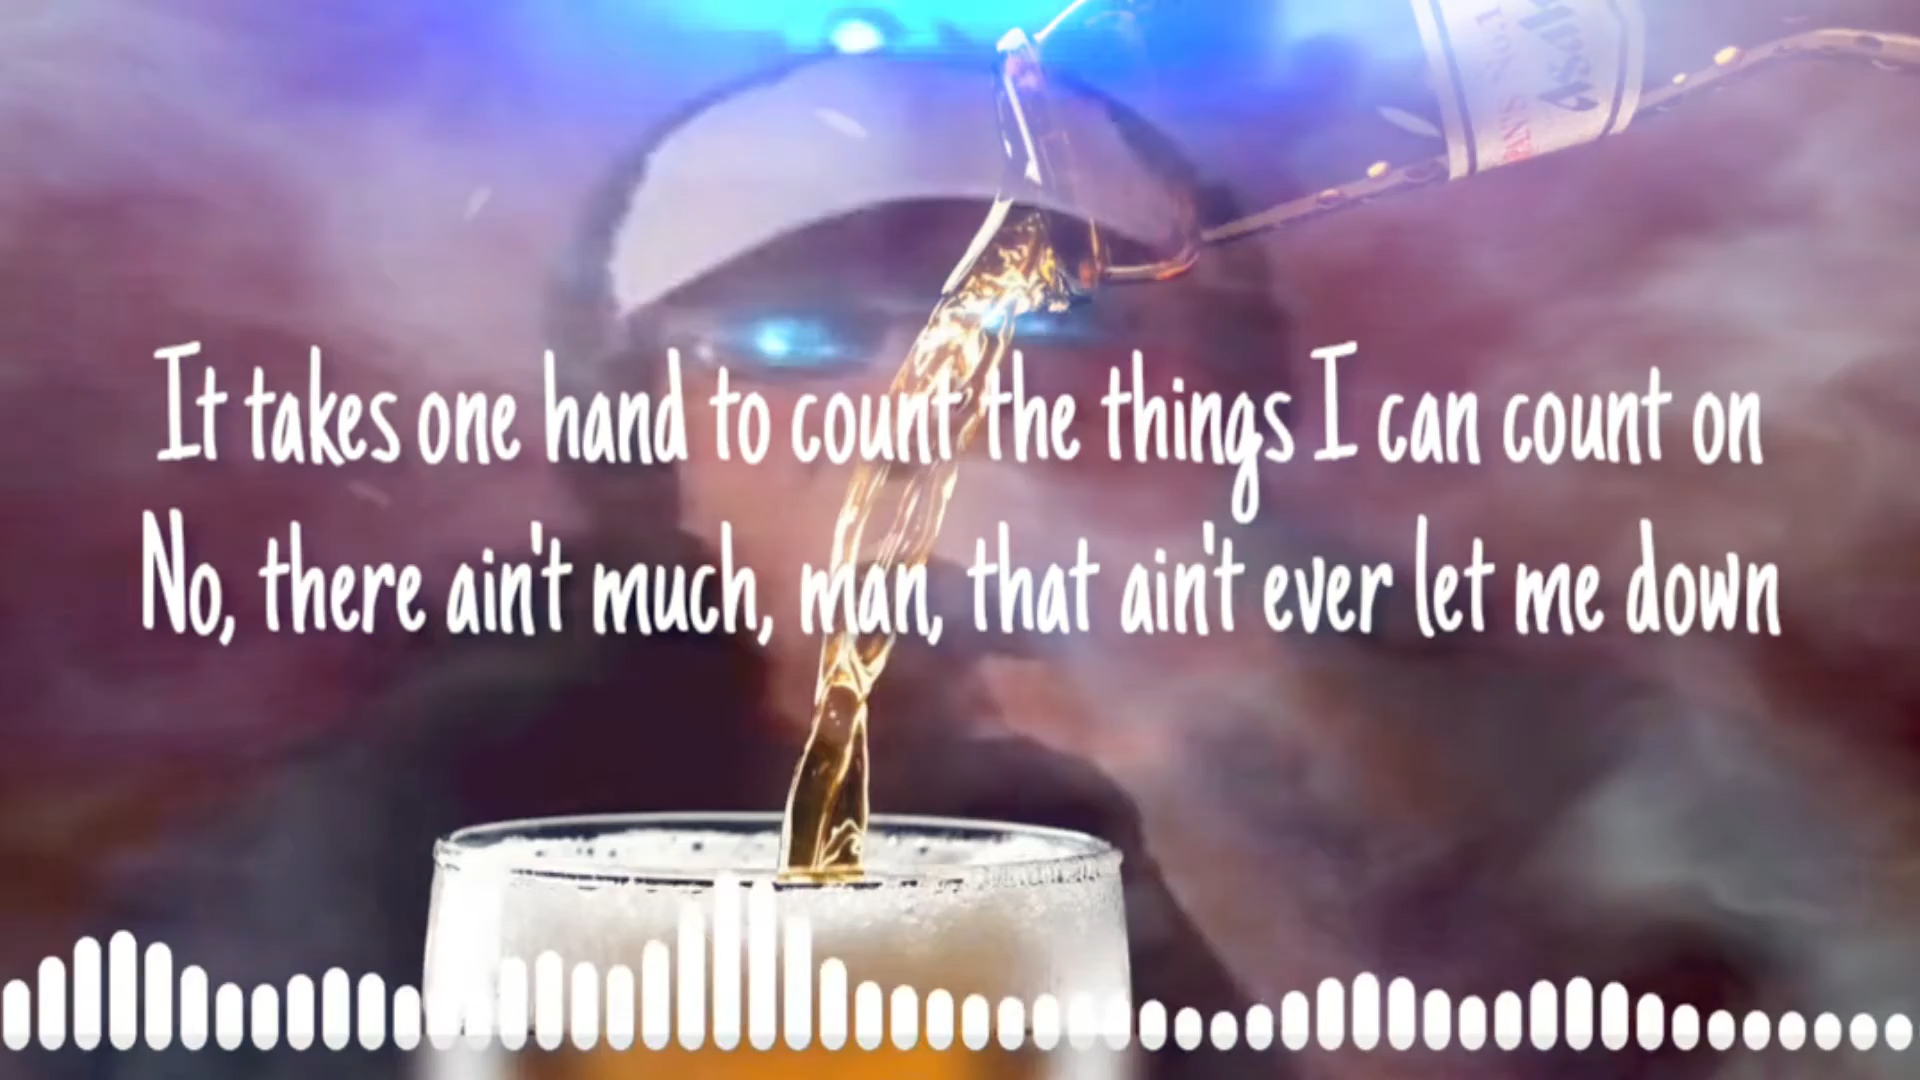 It takes one hand to count the things I can count on
No, there ain't much, man, that ain't ever let me down